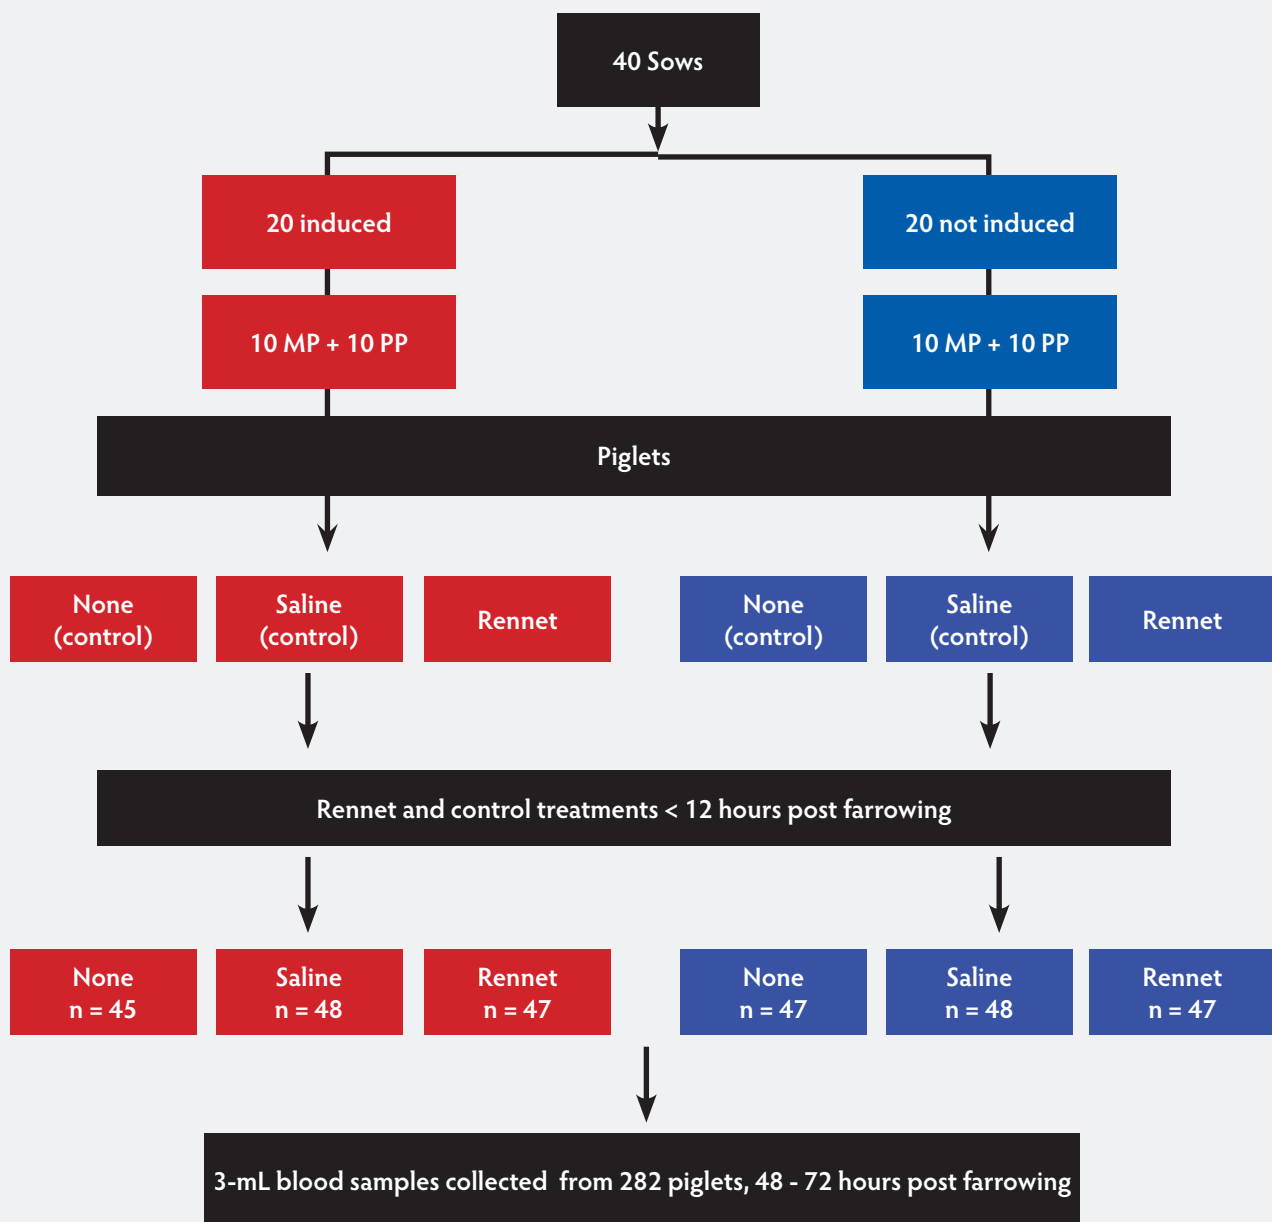 40 Sows
20 induced
20 not induced
10 MP + 10 PP
10 MP + 10 PP
Piglets
None
(control)
Saline
(control)
Rennet
None
(control)
Saline
(control)
Rennet
Rennet and control treatments < 12 hours post farrowing
None
n = 45
Saline
n = 48
Rennet
n = 47
None
n = 47
Saline
n = 48
Rennet
n = 47
3-mL blood samples collected from 282 piglets, 48 - 72 hours post farrowing